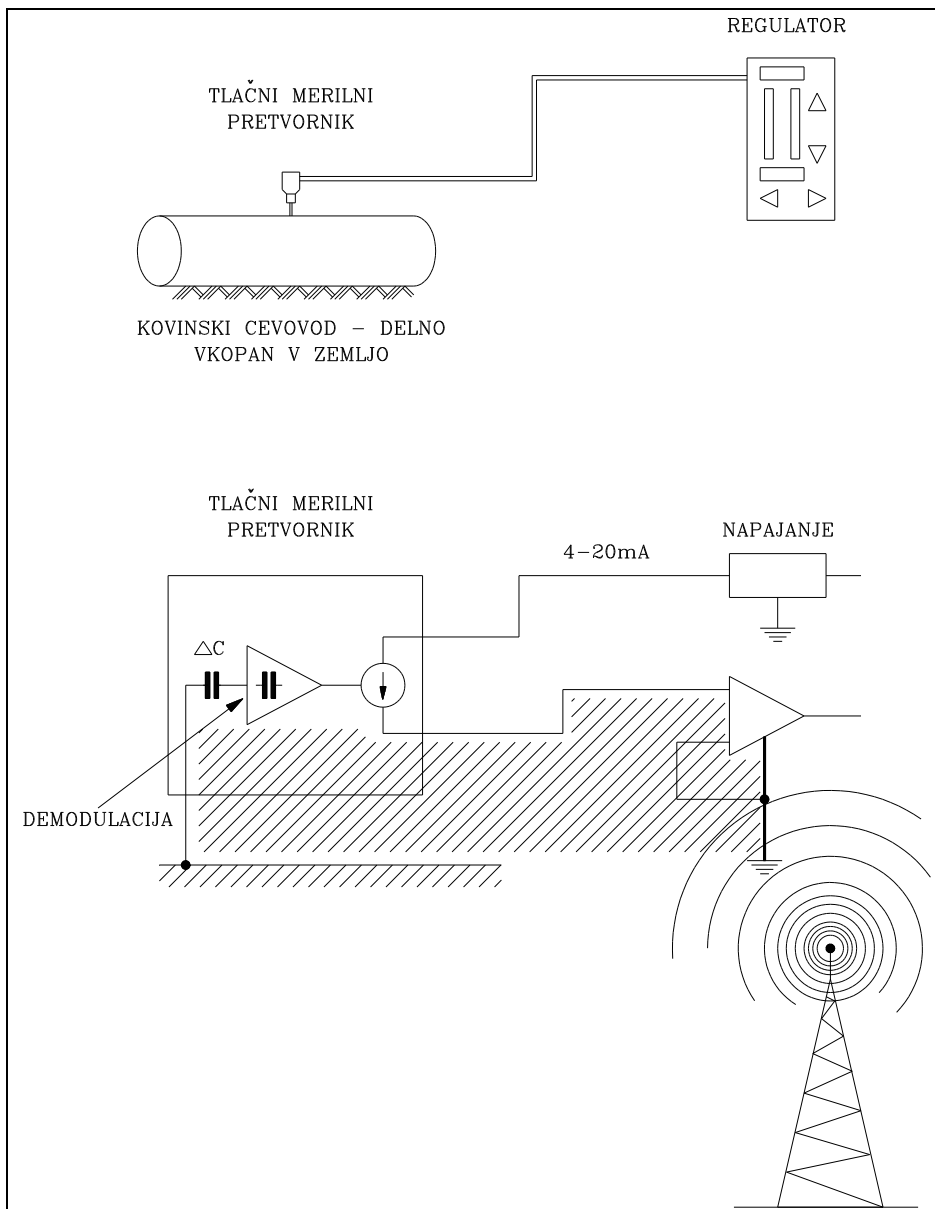 REGULATOR
TLAČNI MERILNI
PRETVORNIK
KOVINSKI CEVOVOD – DELNO
VKOPAN V ZEMLJO
TLAČNI MERILNI
PRETVORNIK
NAPAJANJE
4–20mA
△C
DEMODULACIJA